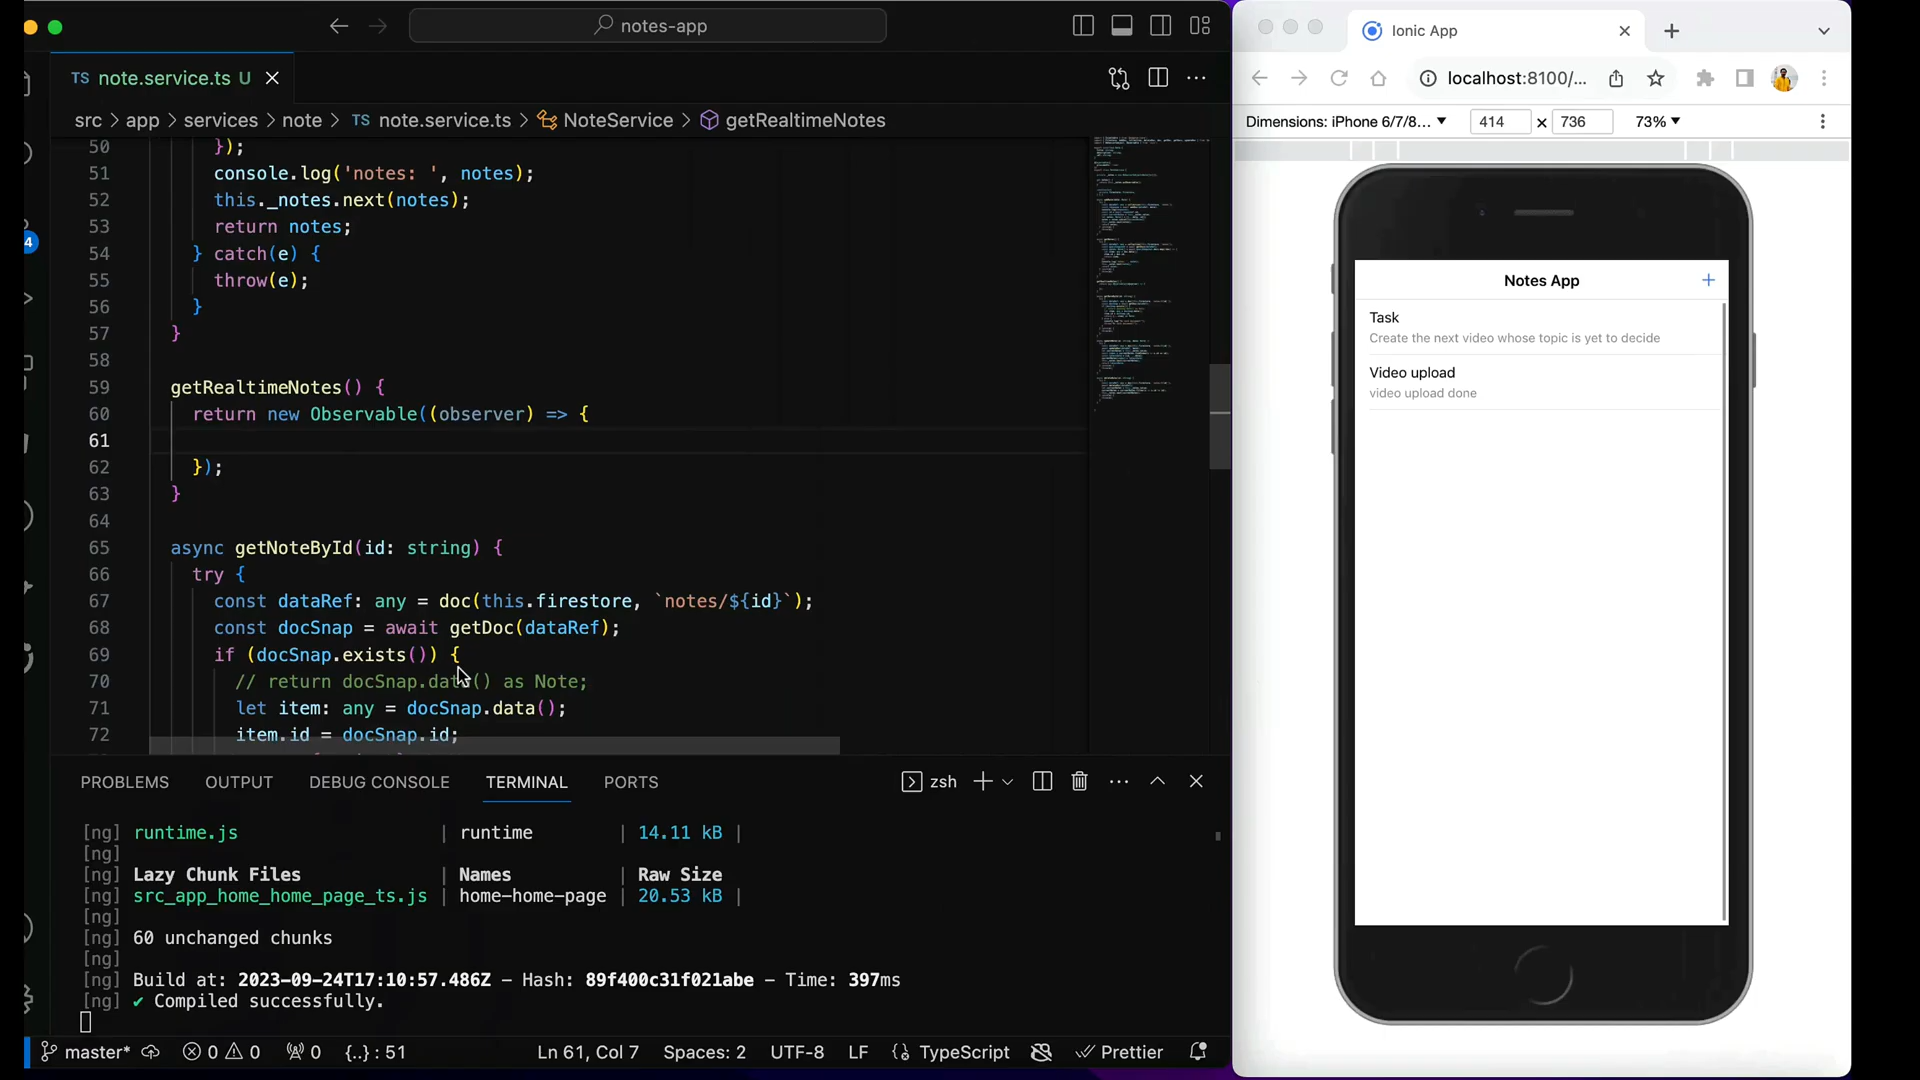 notes-app
TS note.service.ts U
src > app > services > note > TS note.service.ts > NoteService > getRealtimeNotes
50 });
51 console.log('notes: ', notes);
52 this._notes.next(notes);
53 return notes;
54 } catch(e) {
55 throw(e);
56 }
57 }
58
59 getRealtimeNotes() {
60 return new Observable((observer) => {
61
62 });
63 }
64
65 async getNoteById(id: string) {
66 try {
67 const dataRef: any = doc(this.firestore, `notes/${id}`);
68 const docSnap = await getDoc(dataRef);
69 if (docSnap.exists()) {
70 // return docSnap.data() as Note;
71 let item: any = docSnap.data();
72 item.id = docSnap.id;
4
PROBLEMS OUTPUT DEBUG CONSOLE TERMINAL PORTS zsh
[ng] runtime.js | runtime | 14.11 kB |
[ng]
[ng] Lazy Chunk Files | Names | Raw Size
[ng] src_app_home_home_page_ts.js | home-home-page | 20.53 kB |
[ng]
[ng] 60 unchanged chunks
[ng]
[ng] Build at: 2023-09-24T17:10:57.486Z - Hash: 89f400c31f021abe - Time: 397ms
[ng] ✔ Compiled successfully.
master* 0 0 0 {..} : 51 Ln 61, Col 7 Spaces: 2 UTF-8 LF TypeScript Prettier
Ionic App
localhost:8100/...
Dimensions: iPhone 6/7/8... 414 × 736 73%
Notes App +
Task
Create the next video whose topic is yet to decide
Video upload
video upload done